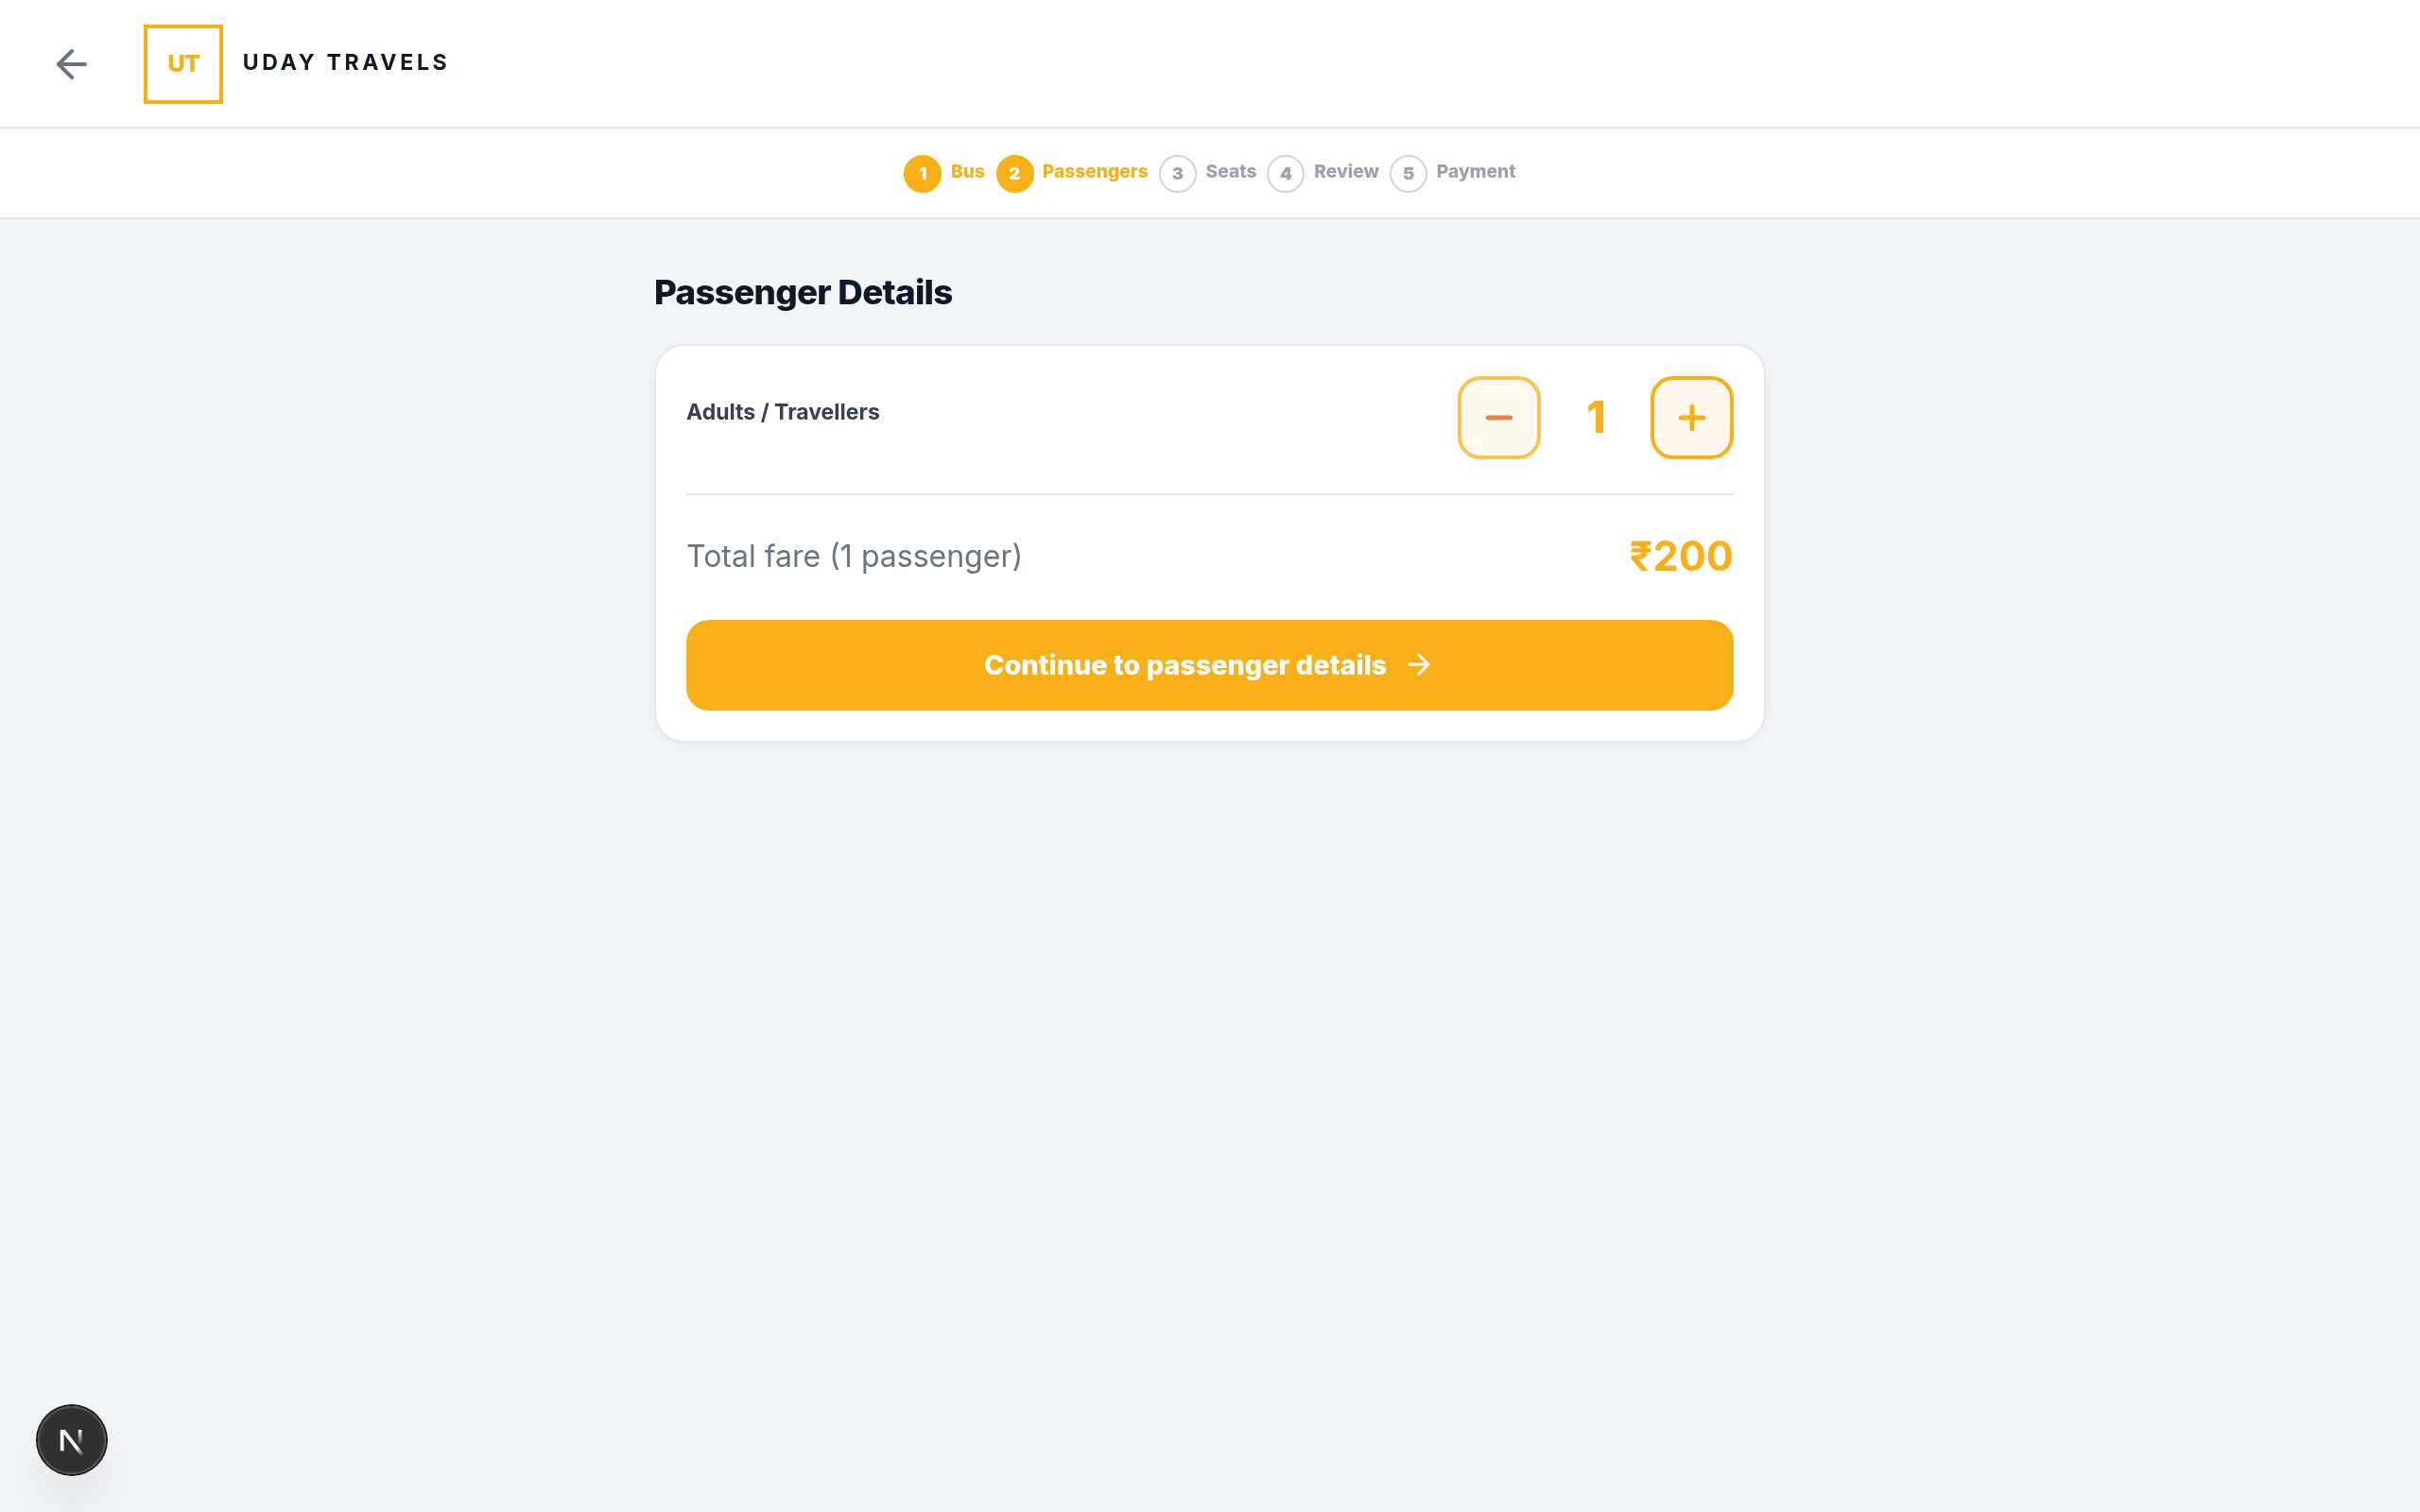 UT
UDAY TRAVELS
1 Bus 2 Passengers 3 Seats 4 Review 5 Payment
Passenger Details
Adults / Travellers
1
Total fare (1 passenger) ₹200
Continue to passenger details →
N